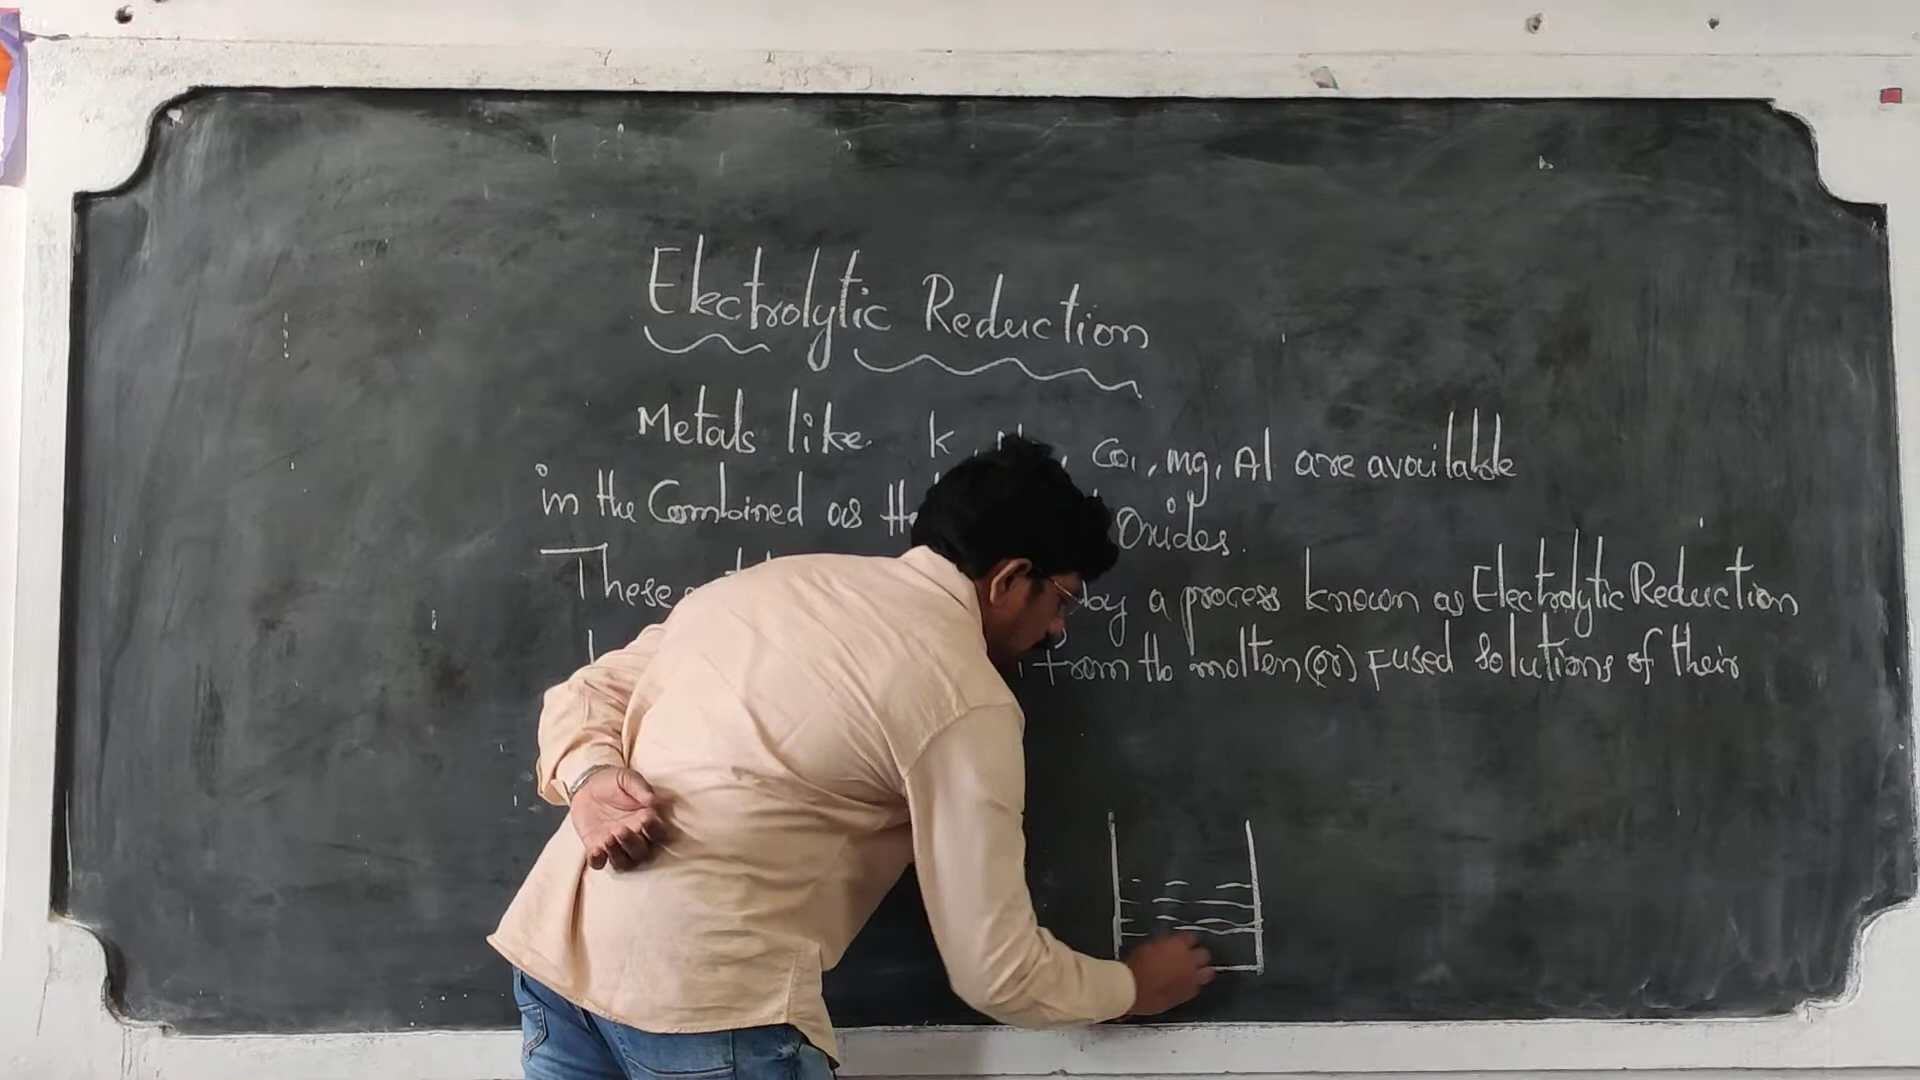 Electrolytic Reduction
Metals like K, Ca, Mg, Al are available
in the Combined as Oxides.
These by a process known as Electrolytic Reduction
from the molten (or) Fused solutions of their